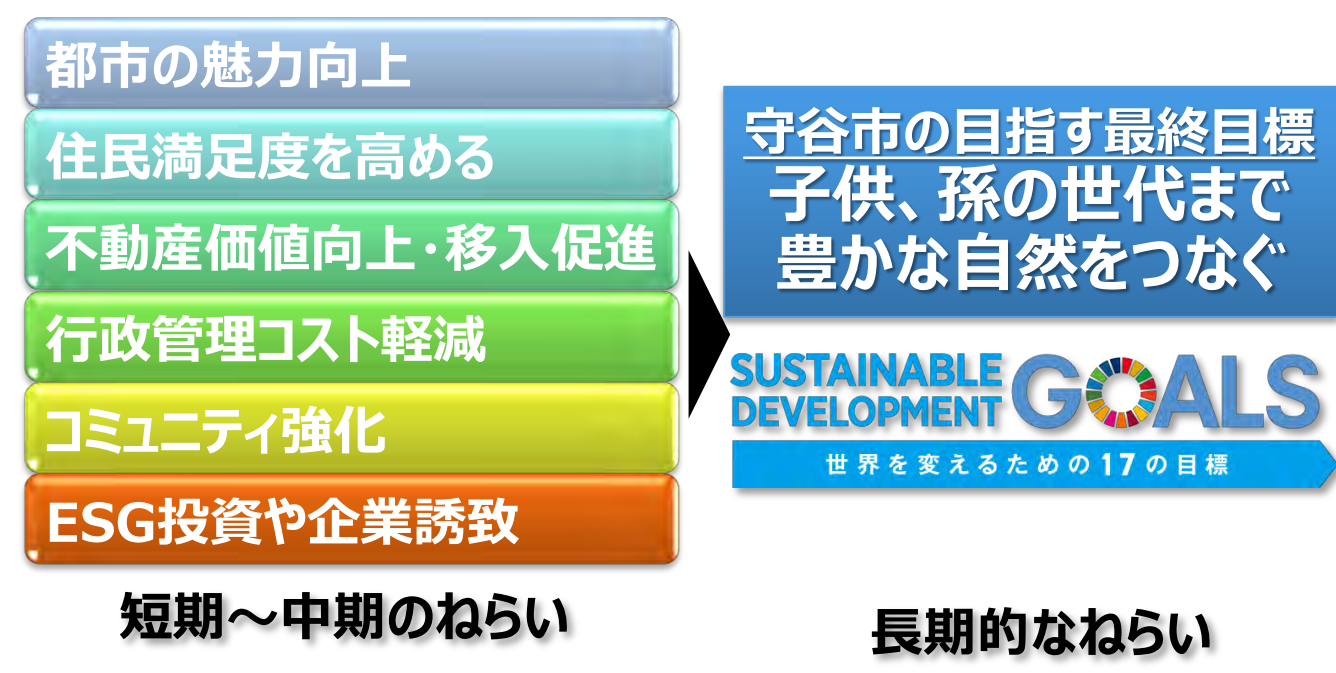 都市の魅力向上
住民満足度を高める
不動産価値向上・移入促進
行政管理コスト軽減
コミュニティ強化
ESG投資や企業誘致
短期～中期のねらい
守谷市の目指す最終目標
子供、孫の世代まで
豊かな自然をつなぐ
SUSTAINABLE
DEVELOPMENT
GOALS
世界を変えるための17の目標
長期的なねらい